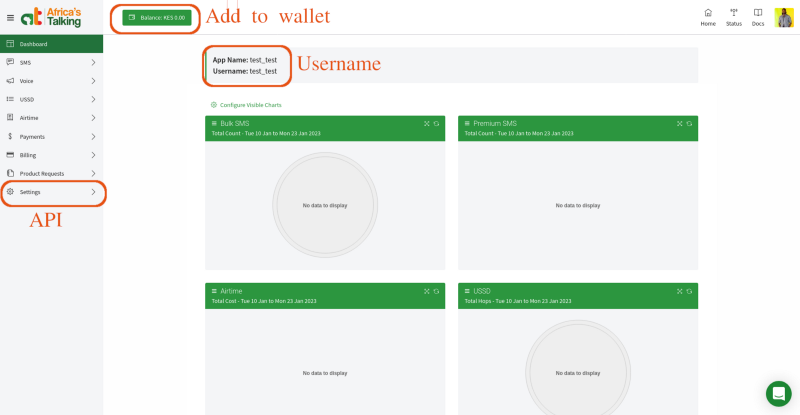 Africa's
Talking
Balance: KES 0.00
Add to wallet
Home
Status
Docs
Dashboard
SMS
Voice
USSD
Airtime
Payments
Billing
Product Requests
Settings
API
App Name: test_test
Username: test_test
Username
Configure Visible Charts
Bulk SMS
Total Count - Tue 10 Jan to Mon 23 Jan 2023
No data to display
Premium SMS
Total Count - Tue 10 Jan to Mon 23 Jan 2023
No data to display
Airtime
Total Cost - Tue 10 Jan to Mon 23 Jan 2023
No data to display
USSD
Total Hops - Tue 10 Jan to Mon 23 Jan 2023
No data to display